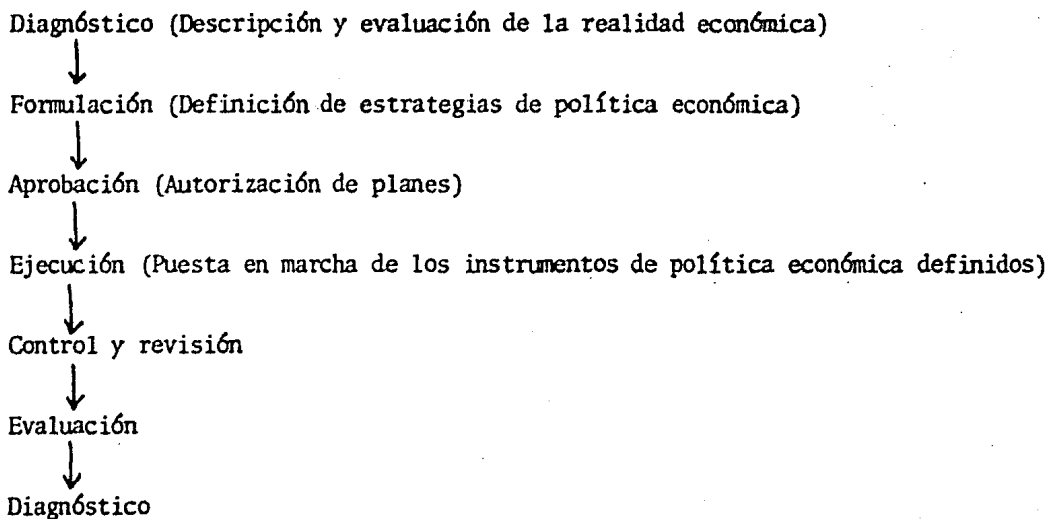 Diagnóstico (Descripción y evaluación de la realidad económica)
Formulación (Definición de estrategias de política económica)
Aprobación (Autorización de planes)
Ejecución (Puesta en marcha de los instrumentos de política económica definidos)
Control y revisión
Evaluación
Diagnóstico